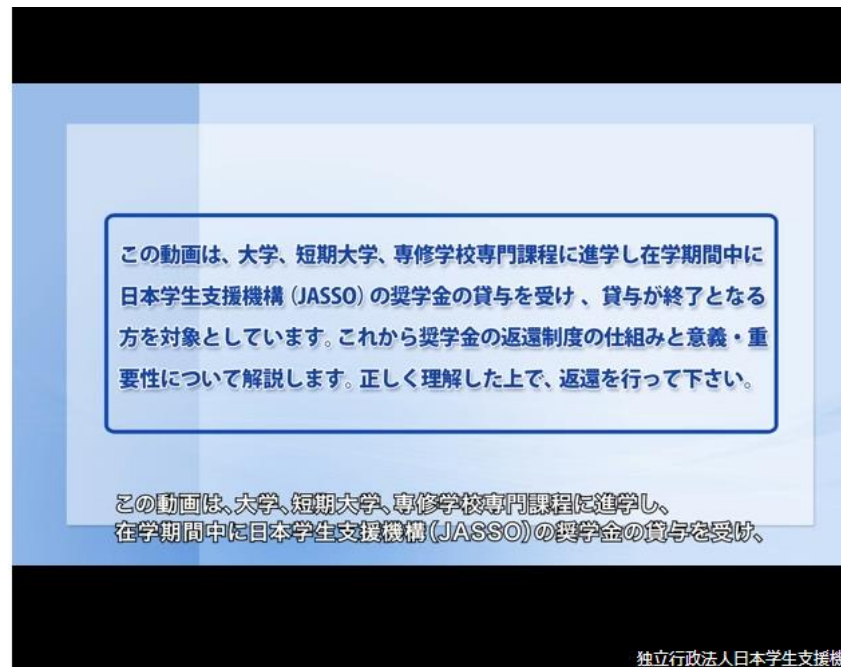 この動画は、大学、短期大学、専修学校専門課程に進学し在学期間中に
日本学生支援機構（JASSO）の奨学金の貸与を受け 、貸与が終了となる
方を対象としています。これから奨学金の返還制度の仕組みと意義・重
要性について解説します。正しく理解した上で、返還を行って下さい。
この動画は、大学、短期大学、専修学校専門課程に進学し、
在学期間中に日本学生支援機構（JASSO）の奨学金の貸与を受け、
独立行政法人日本学生支援機